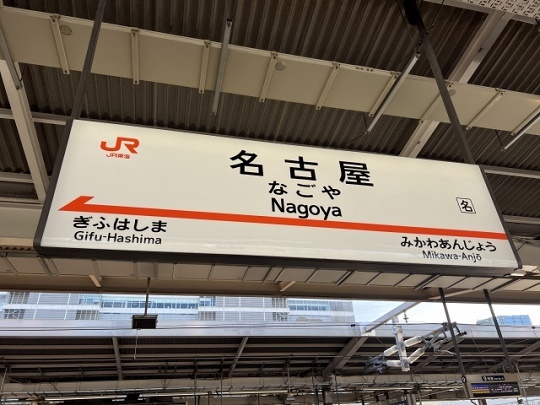 JR
JR東海
名古屋
なごや
Nagoya
名
ぎふはしま
Gifu-Hashima
みかわあんじょう
Mikawa-Anjō